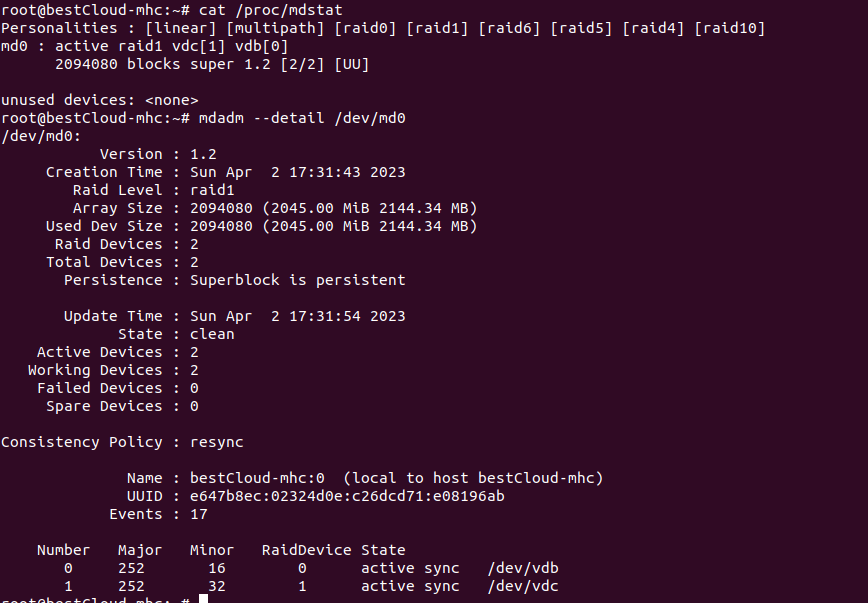 root@bestCloud-mhc:~# cat /proc/mdstat
Personalities : [linear] [multipath] [raid0] [raid1] [raid6] [raid5] [raid4] [raid10]
md0 : active raid1 vdc[1] vdb[0]
      2094080 blocks super 1.2 [2/2] [UU]

unused devices: <none>
root@bestCloud-mhc:~# mdadm --detail /dev/md0
/dev/md0:
           Version : 1.2
     Creation Time : Sun Apr  2 17:31:43 2023
        Raid Level : raid1
        Array Size : 2094080 (2045.00 MiB 2144.34 MB)
     Used Dev Size : 2094080 (2045.00 MiB 2144.34 MB)
      Raid Devices : 2
     Total Devices : 2
       Persistence : Superblock is persistent

       Update Time : Sun Apr  2 17:31:54 2023
             State : clean
    Active Devices : 2
   Working Devices : 2
    Failed Devices : 0
     Spare Devices : 0

Consistency Policy : resync

              Name : bestCloud-mhc:0  (local to host bestCloud-mhc)
              UUID : e647b8ec:02324d0e:c26dcd71:e08196ab
            Events : 17

    Number   Major   Minor   RaidDevice State
       0     252       16        0      active sync   /dev/vdb
       1     252       32        1      active sync   /dev/vdc
root@bestCloud-mhc:~#